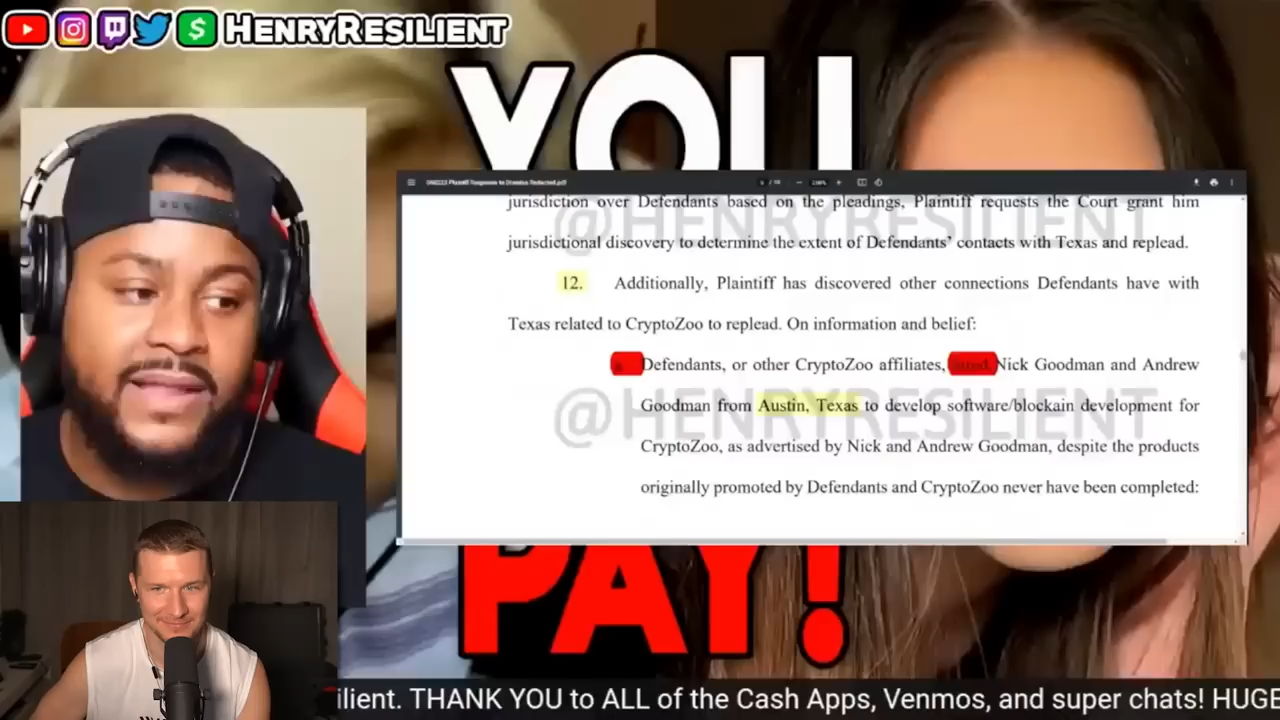 HENRYRESILIENT
YOU
jurisdiction over Defendants based on the pleadings, Plaintiff requests the Court grant him
jurisdictional discovery to determine the extent of Defendants' contacts with Texas and replead.
12. Additionally, Plaintiff has discovered other connections Defendants have with
Texas related to CryptoZoo to replead. On information and belief:
Defendants, or other CryptoZoo affiliates, Nick Goodman and Andrew
Goodman from Austin, Texas to develop software/blockain development for
CryptoZoo, as advertised by Nick and Andrew Goodman, despite the products
originally promoted by Defendants and CryptoZoo never have been completed:
@HENRYRESILIENT
@HENRYRESILIENT
PAY!
ilient. THANK YOU to ALL of the Cash Apps, Venmos, and super chats! HUGE